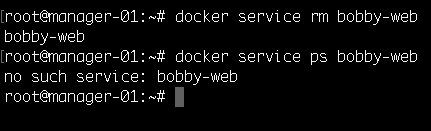 [root@manager-01:~# docker service rm bobby-web
bobby-web
[root@manager-01:~# docker service ps bobby-web
no such service: bobby-web
root@manager-01:~#